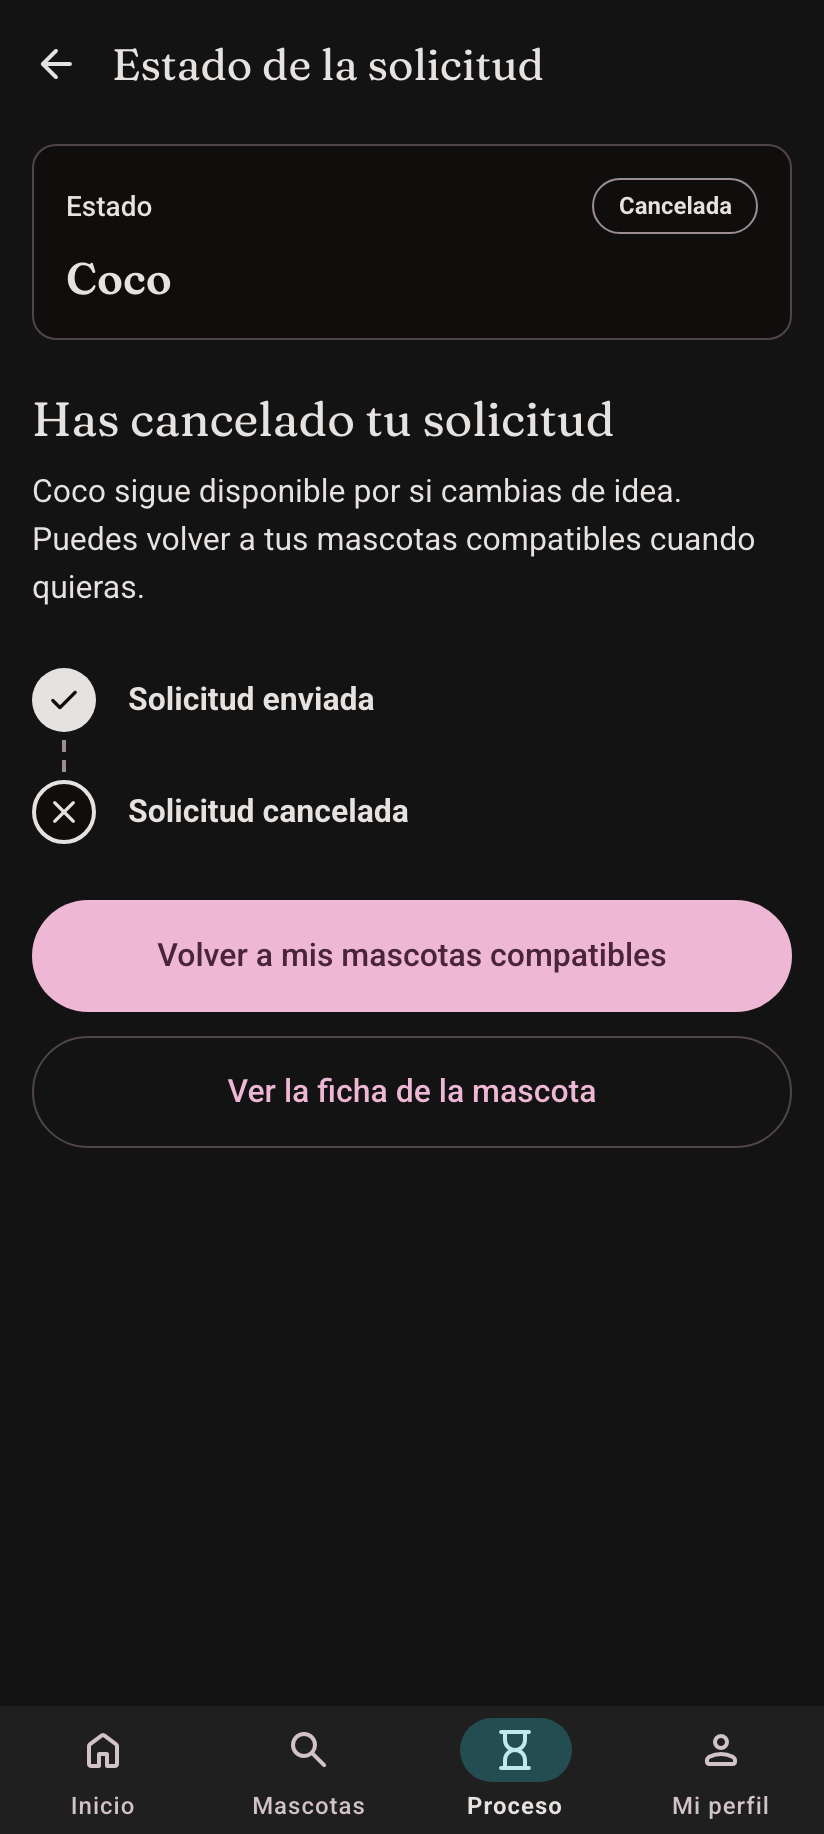 Estado de la solicitud
Estado
Cancelada
Coco
Has cancelado tu solicitud
Coco sigue disponible por si cambias de idea.
Puedes volver a tus mascotas compatibles cuando
quieras.
Solicitud enviada
Solicitud cancelada
Volver a mis mascotas compatibles
Ver la ficha de la mascota
Inicio
Mascotas
Proceso
Mi perfil